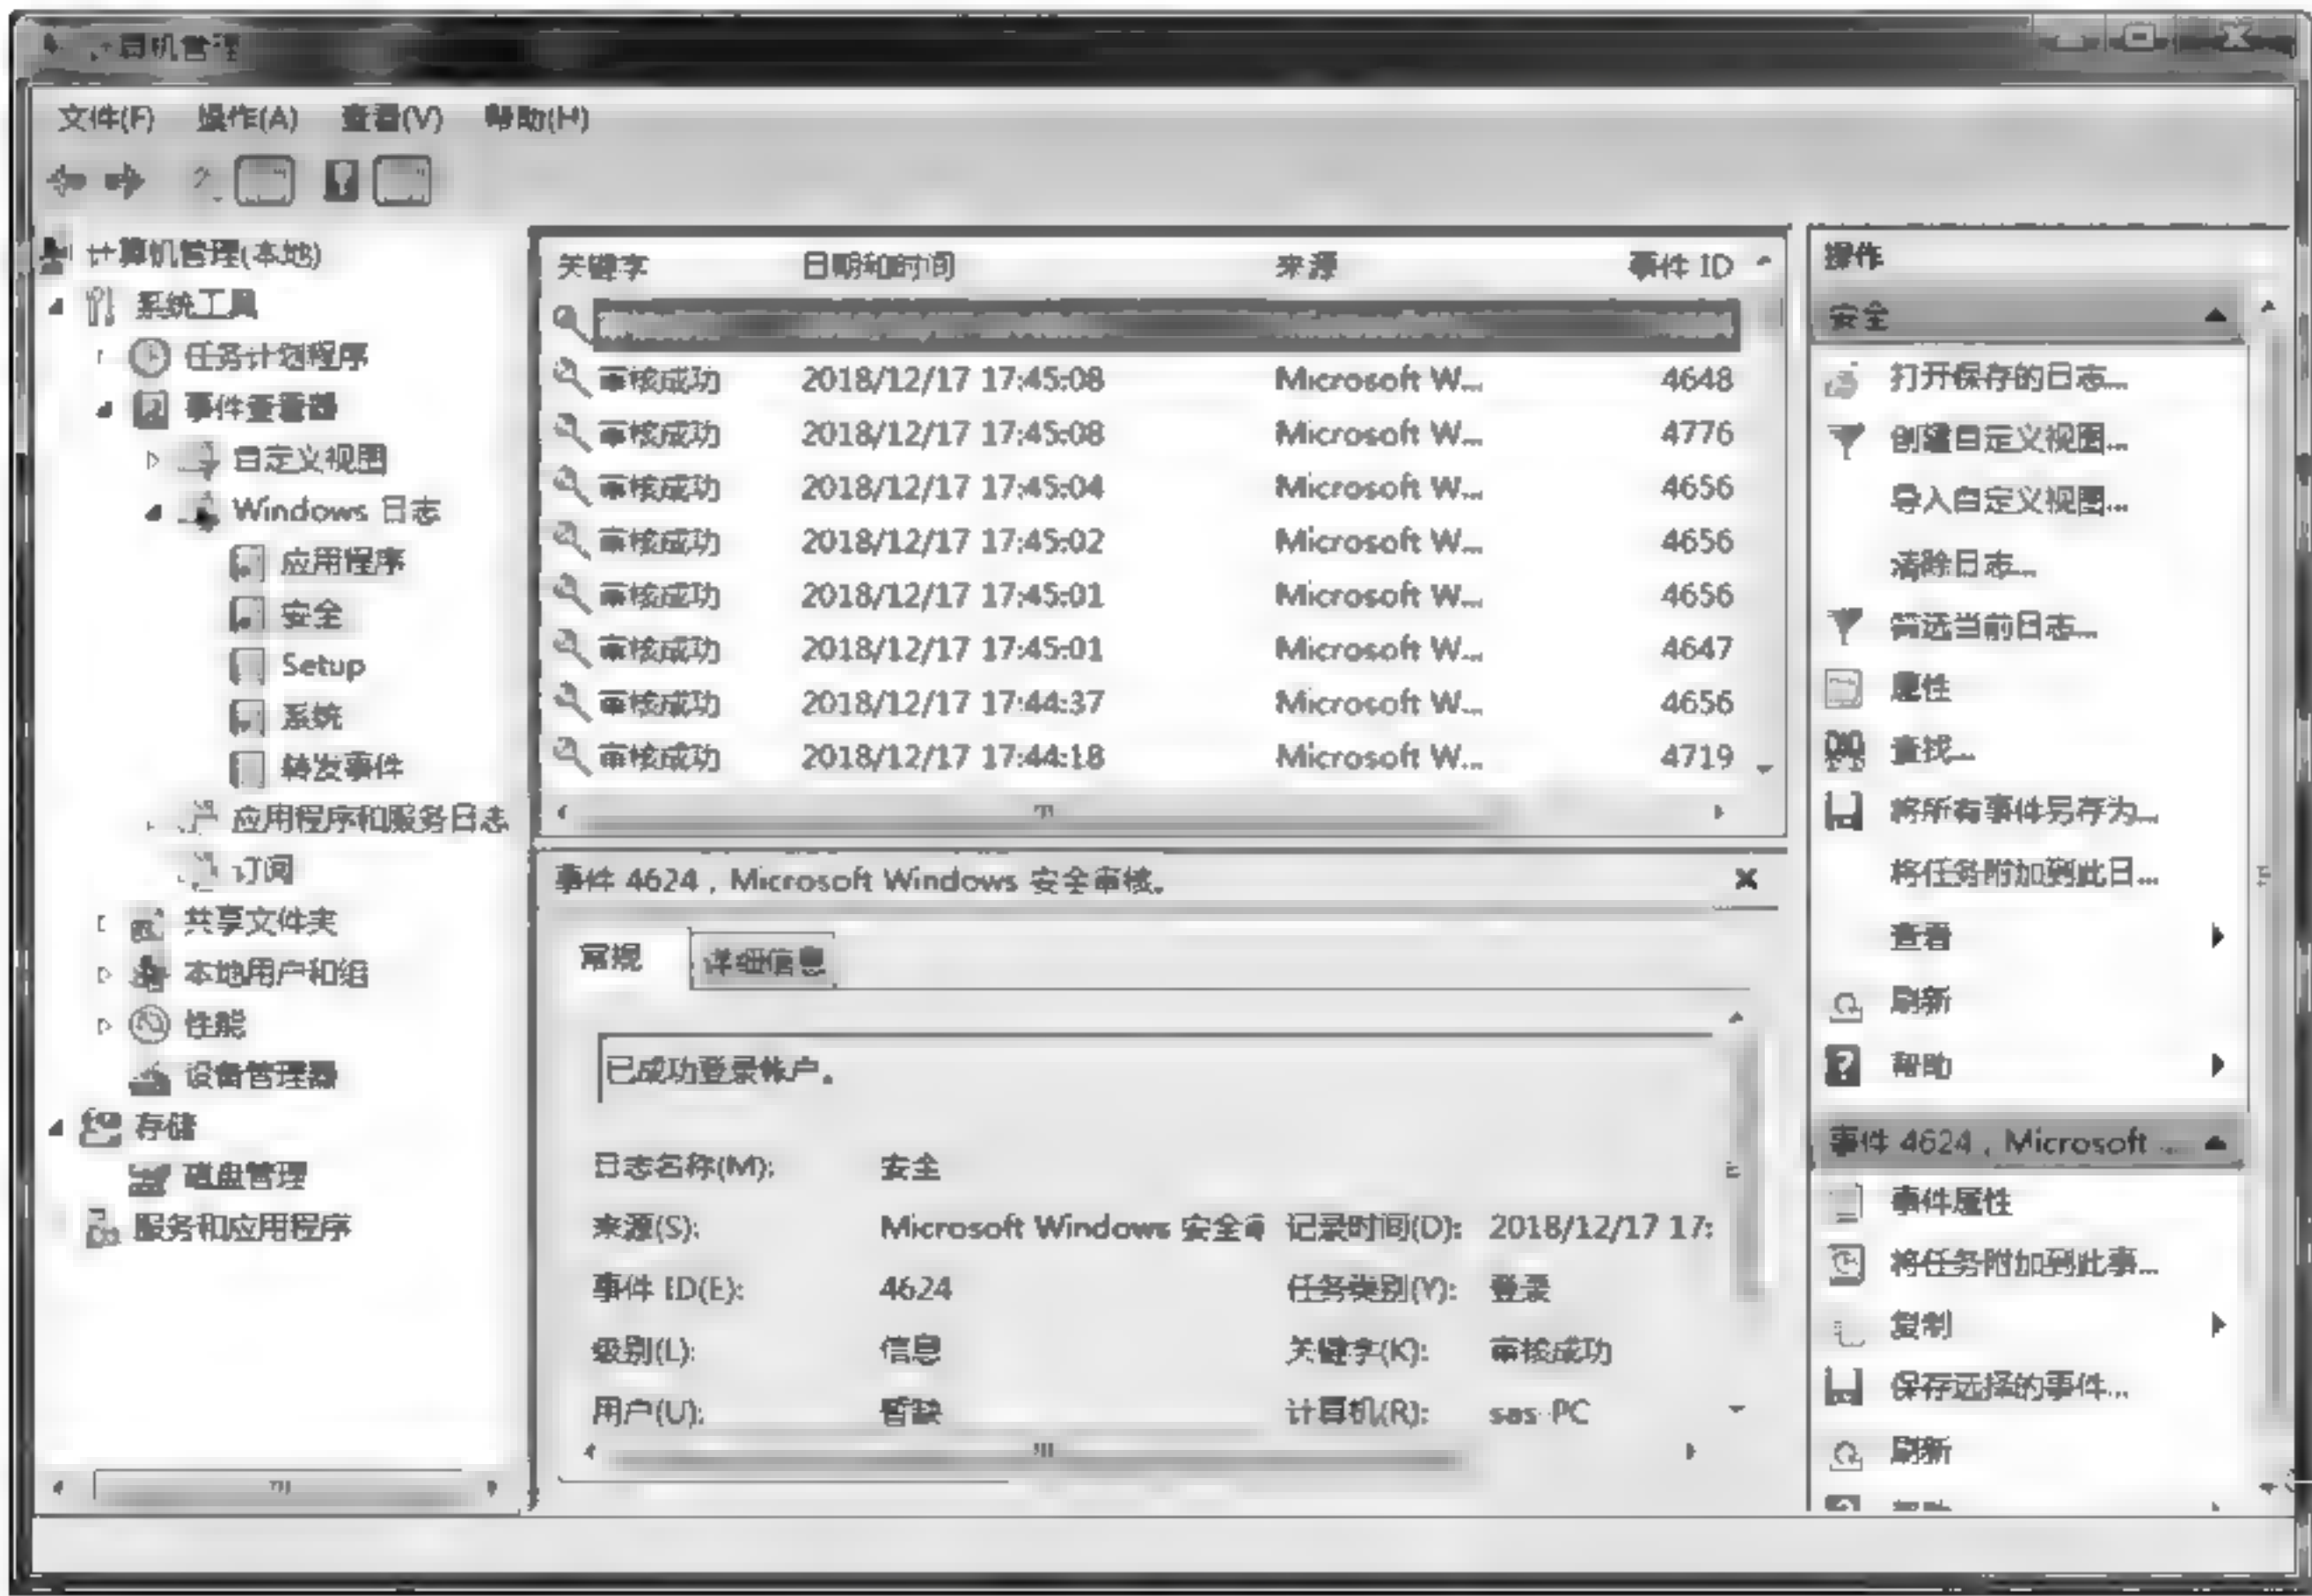 计算机管理
文件(F) 操作(A) 查看(V) 帮助(H)
计算机管理(本地)
系统工具
任务计划程序
事件查看器
自定义视图
Windows 日志
应用程序
安全
Setup
系统
转发事件
应用程序和服务日志
订阅
共享文件夹
本地用户和组
性能
设备管理器
存储
磁盘管理
服务和应用程序
关键字 日期和时间 来源 事件 ID
审核成功 2018/12/17 17:45:08 Microsoft W... 4648
审核成功 2018/12/17 17:45:08 Microsoft W... 4776
审核成功 2018/12/17 17:45:04 Microsoft W... 4656
审核成功 2018/12/17 17:45:02 Microsoft W... 4656
审核成功 2018/12/17 17:45:01 Microsoft W... 4656
审核成功 2018/12/17 17:45:01 Microsoft W... 4647
审核成功 2018/12/17 17:44:37 Microsoft W... 4656
审核成功 2018/12/17 17:44:18 Microsoft W... 4719
事件 4624，Microsoft Windows 安全审核。
常规 详细信息
已成功登录帐户。
日志名称(M): 安全
来源(S): Microsoft Windows 安全审 记录时间(D): 2018/12/17 17:
事件 ID(E): 4624 任务类别(Y): 登录
级别(L): 信息 关键字(K): 审核成功
用户(U): 暂缺 计算机(R): sas-PC
操作
安全
打开保存的日志...
创建自定义视图...
导入自定义视图...
清除日志...
筛选当前日志...
属性
查找...
将所有事件另存为...
将任务附加到此日...
查看
刷新
帮助
事件 4624，Microsoft ...
事件属性
将任务附加到此事...
复制
保存选择的事件...
刷新